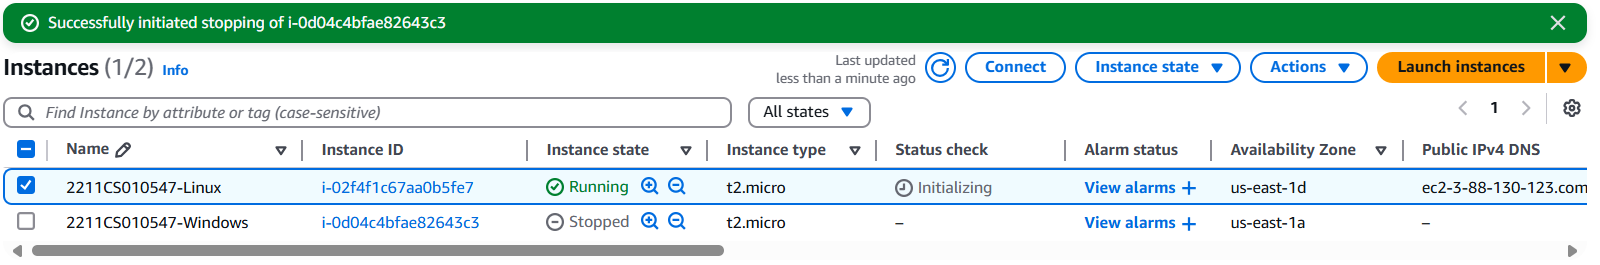 Successfully initiated stopping of i-0d04c4bfae82643c3
Instances (1/2) Info
Last updated
less than a minute ago
Connect
Instance state
Actions
Launch instances
Find Instance by attribute or tag (case-sensitive)
All states
1
Name Instance ID Instance state Instance type Status check Alarm status Availability Zone Public IPv4 DNS
2211CS010547-Linux i-02f4f1c67aa0b5fe7 Running t2.micro Initializing View alarms + us-east-1d ec2-3-88-130-123.com
2211CS010547-Windows i-0d04c4bfae82643c3 Stopped t2.micro – View alarms + us-east-1a –